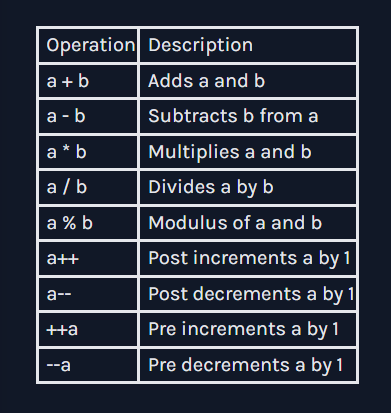 Operation Description
a + b Adds a and b
a - b Subtracts b from a
a * b Multiplies a and b
a / b Divides a by b
a % b Modulus of a and b
a++ Post increments a by 1
a-- Post decrements a by 1
++a Pre increments a by 1
--a Pre decrements a by 1